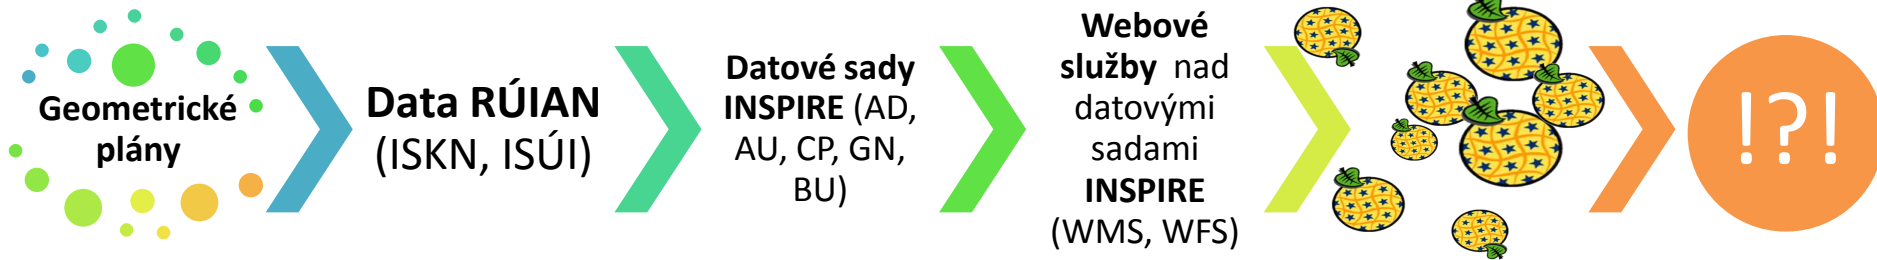 Geometrické
plány
Data RÚIAN
(ISKN, ISÚI)
Datové sady
INSPIRE (AD,
AU, CP, GN,
BU)
Webové
služby nad
datovými
sadami
INSPIRE
(WMS, WFS)
!?!